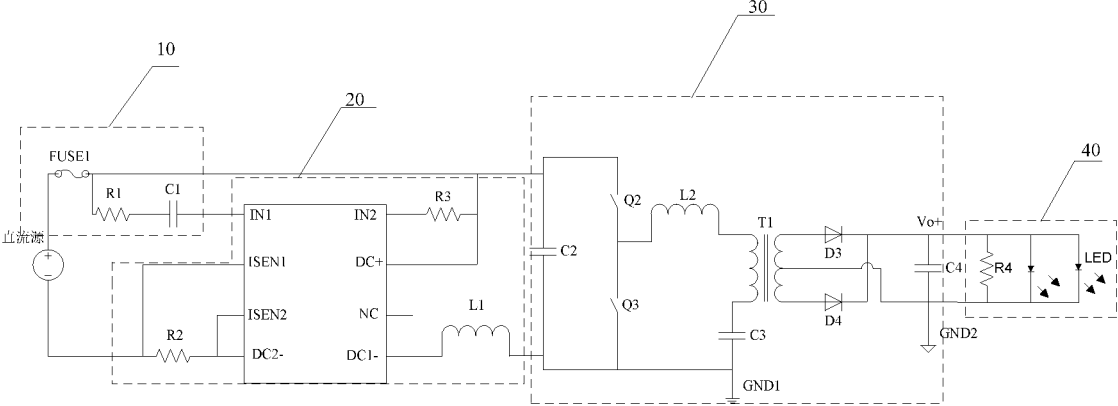 30
10
20
40
FUSE1
R1
C1
IN1
IN2
R3
Q2
L2
T1
Vo+
直流源
+
−
ISEN1
DC+
C2
D3
C4
R4
LED
ISEN2
NC
L1
Q3
D4
R2
DC2-
DC1-
C3
GND2
GND1